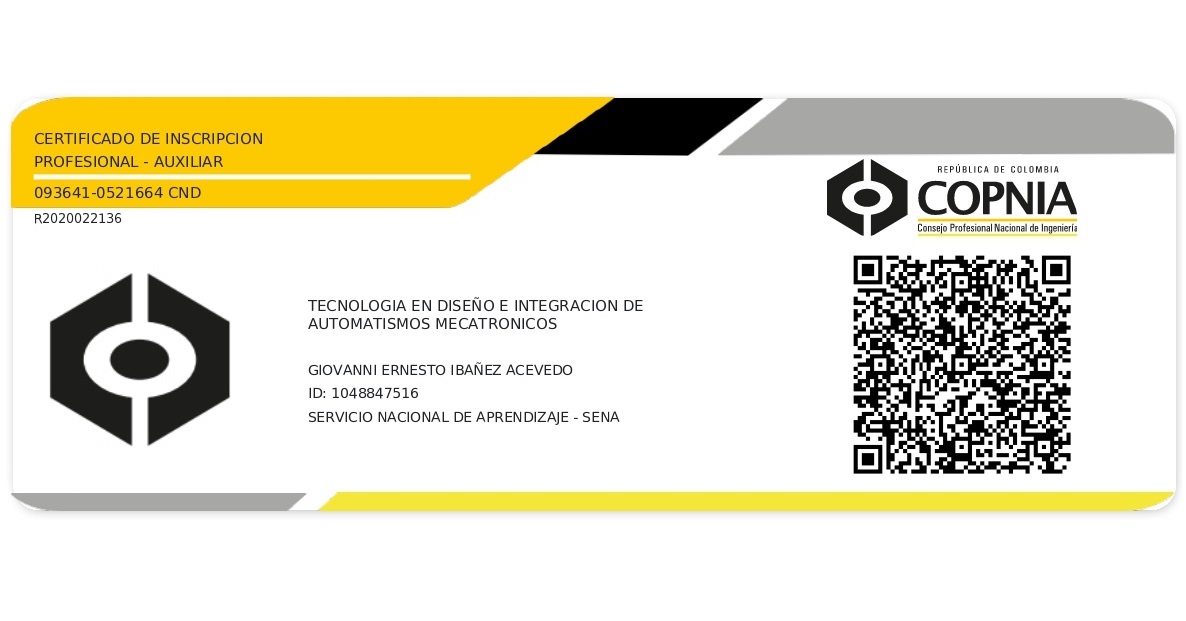 CERTIFICADO DE INSCRIPCION
PROFESIONAL - AUXILIAR
093641-0521664 CND
R2020022136
REPÚBLICA DE COLOMBIA
COPNIA
Consejo Profesional Nacional de Ingeniería
TECNOLOGIA EN DISEÑO E INTEGRACION DE
AUTOMATISMOS MECATRONICOS
GIOVANNI ERNESTO IBAÑEZ ACEVEDO
ID: 1048847516
SERVICIO NACIONAL DE APRENDIZAJE - SENA